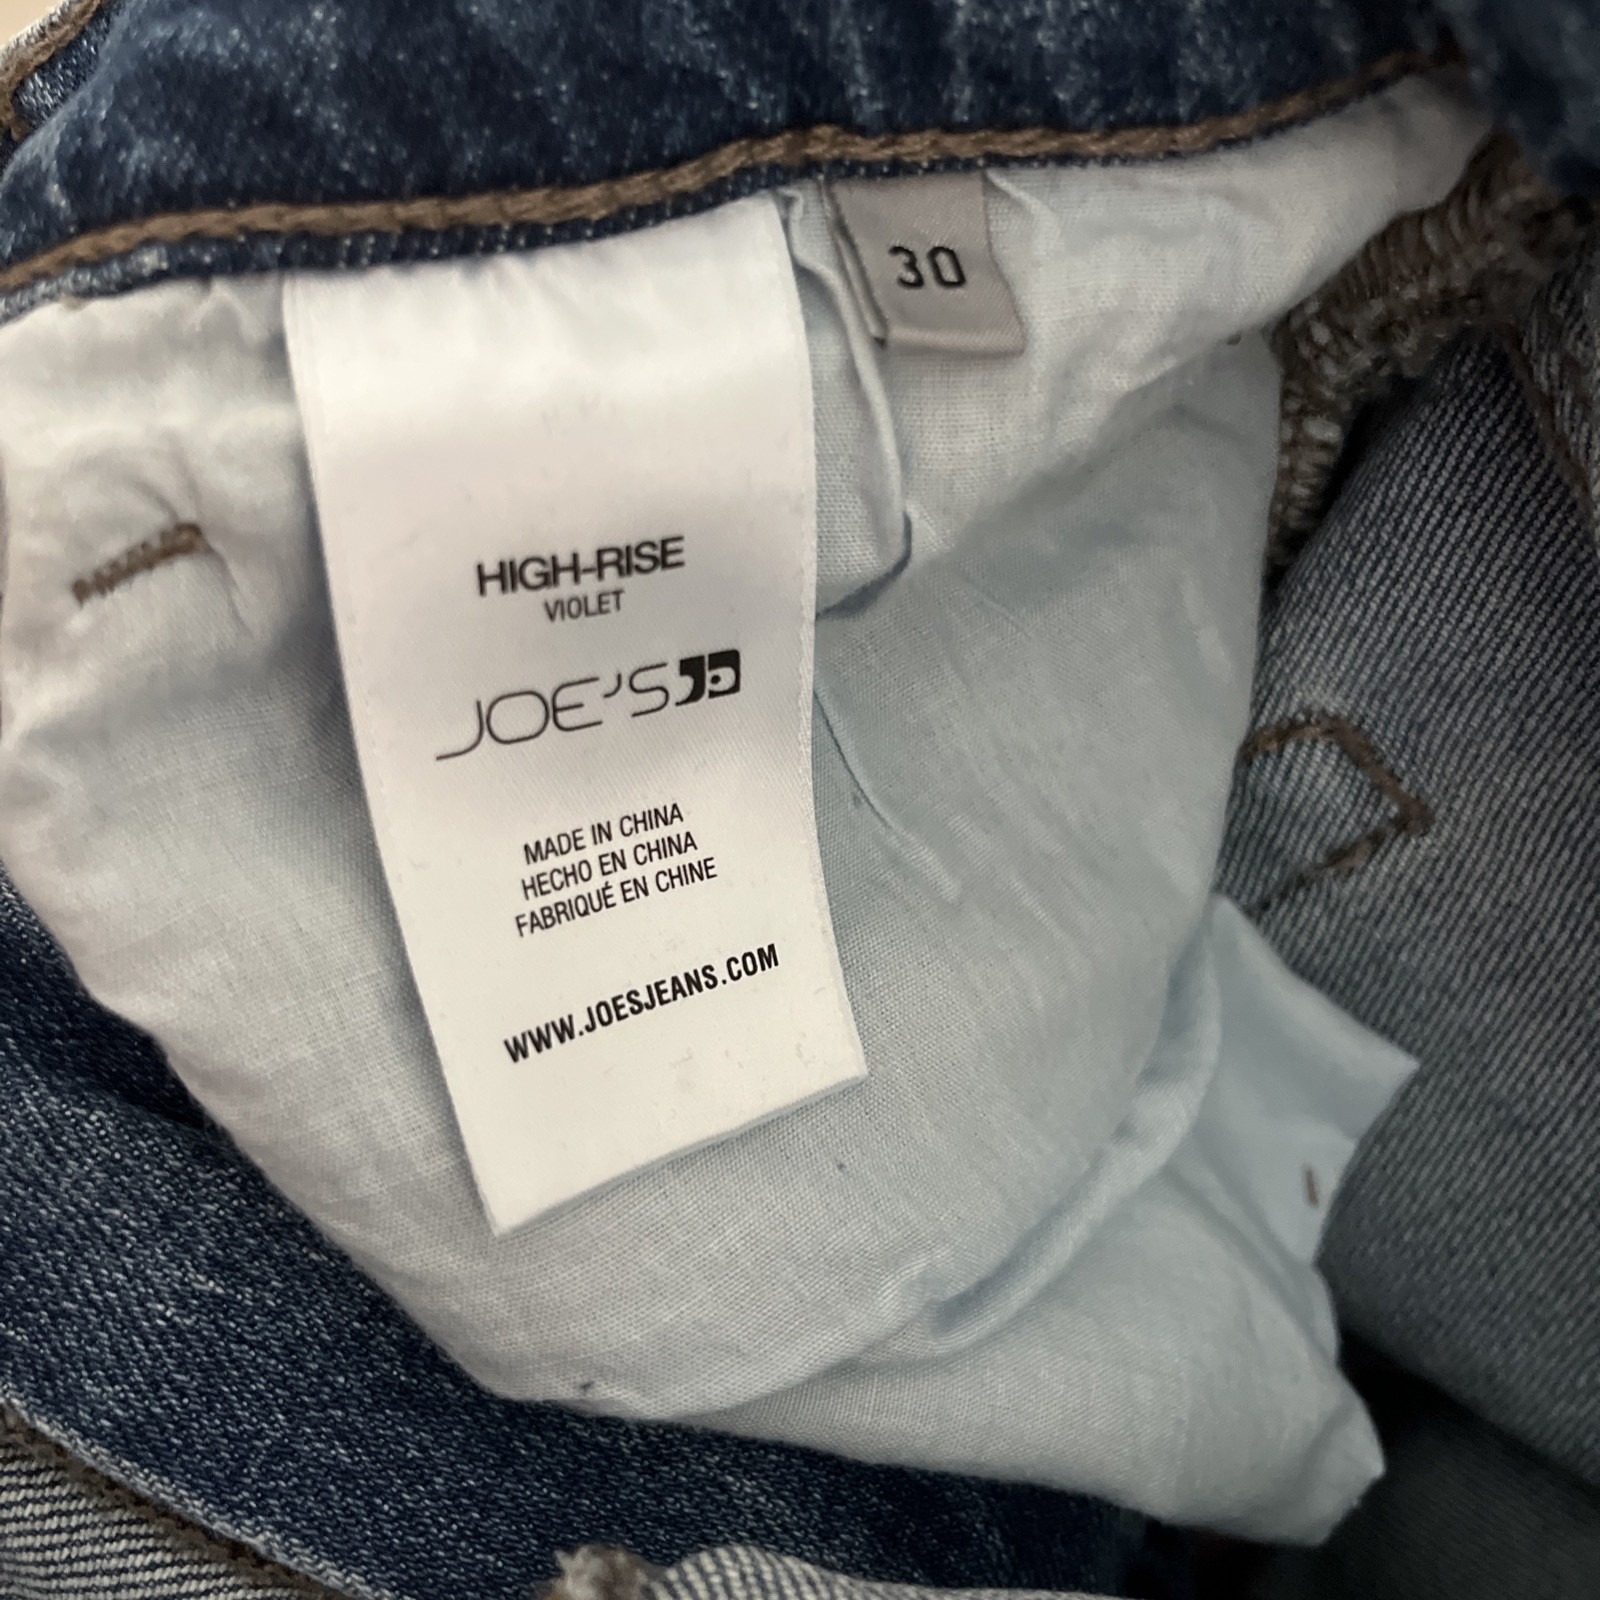 30
HIGH-RISE
VIOLET
JOE'S
MADE IN CHINA
HECHO EN CHINA
FABRIQUÉ EN CHINE
WWW.JOESJEANS.COM